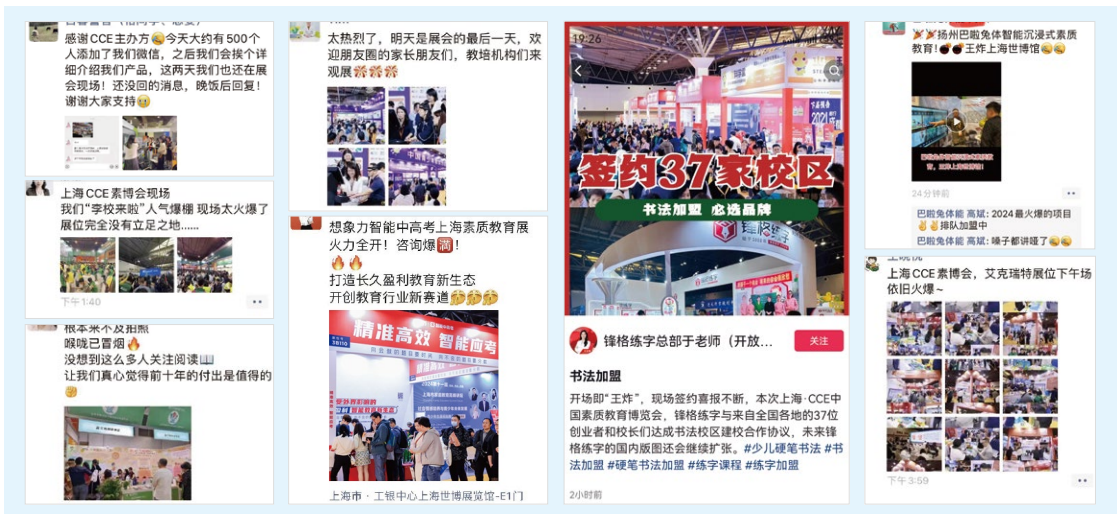 感谢CCE主办方😭今天大约有500个
人添加了我们微信，之后我们会挨个详
细介绍我们产品，这两天我们也还在展
会现场！还没回的消息，晚饭后回复！
谢谢大家支持🥹
上海CCE素博会现场
我们“李校来啦”人气爆棚 现场太火爆了
展位完全没有立足之地......
下午1:40
根本来不及拍照
喉咙已冒烟🔥
没想到这么多人关注阅读📖
让我们真心觉得前十年的付出是值得的
✊
太热烈了，明天是展会的最后一天，欢
迎朋友圈的家长朋友们，教培机构们来
观展🎊🎊🎊
想象力智能中高考上海素质教育展
火力全开！咨询爆🈵！
🔥🔥
打造长久盈利教育新生态
开创教育行业新赛道🥳🥳🥳
精准高效 智能应考
上海市·工银中心上海世博展览馆-E1门
19:26
签约37家校区
书法加盟 必选品牌
锋格练字
锋格练字总部于老师（开放...
关注
书法加盟
开场即“王炸”，现场签约喜报不断，本次上海·CCE中
国素质教育博览会，锋格练字与来自全国各地的37位
创业者和校长们达成书法校区建校合作协议，未来锋
格练字的国内版图还会继续扩张。#少儿硬笔书法 #书
法加盟 #硬笔书法加盟 #练字课程 #练字加盟
2小时前
🎉🎉扬州巴啦兔体智能沉浸式素质
教育！💣💣王炸上海世博馆😭😭
24分钟前
巴啦兔体能 高斌: 2024最火爆的项目
✌✌排队加盟中
巴啦兔体能 高斌: 嗓子都讲哑了😭😭
上海CCE素博会，艾克瑞特展位下午场
依旧火爆~
下午3:59